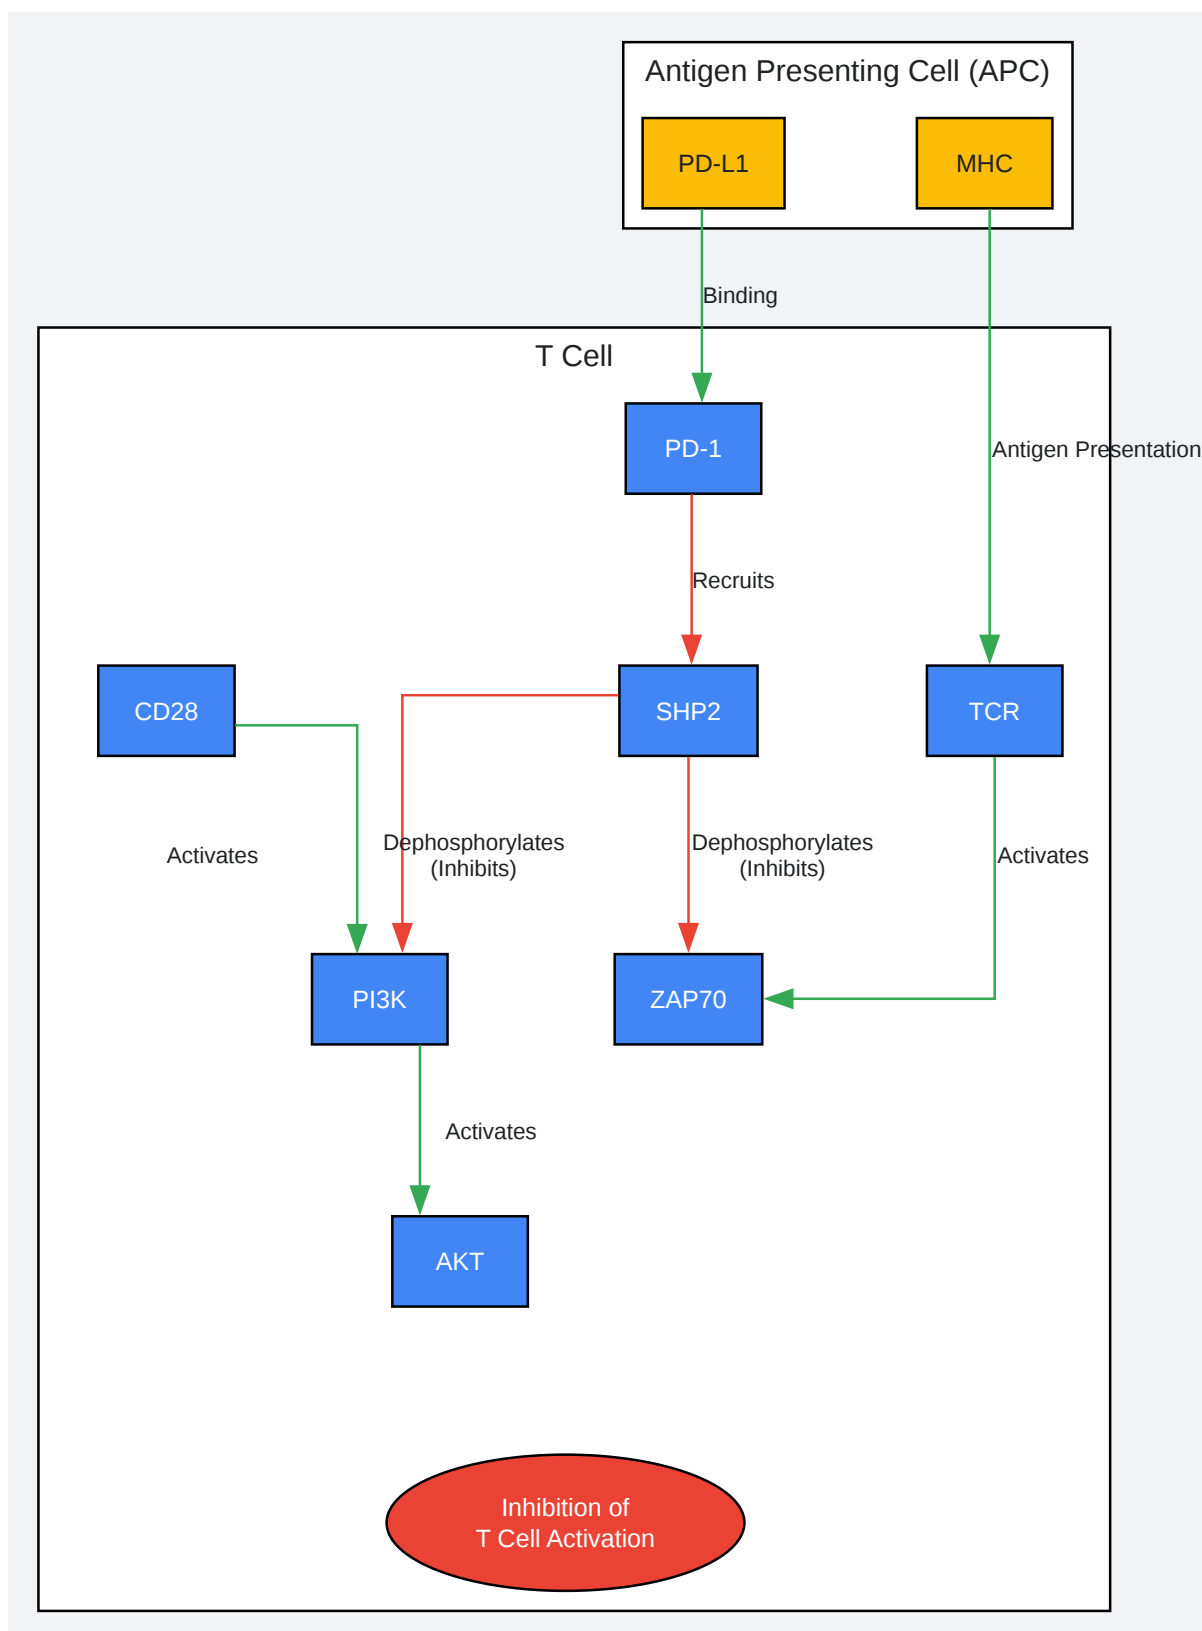 Antigen Presenting Cell (APC)
PD-L1
MHC
Binding
T Cell
PD-1
Antigen Presentation
Recruits
CD28
SHP2
TCR
Activates
Dephosphorylates
(Inhibits)
Dephosphorylates
(Inhibits)
Activates
PI3K
ZAP70
Activates
AKT
Inhibition of
T Cell Activation